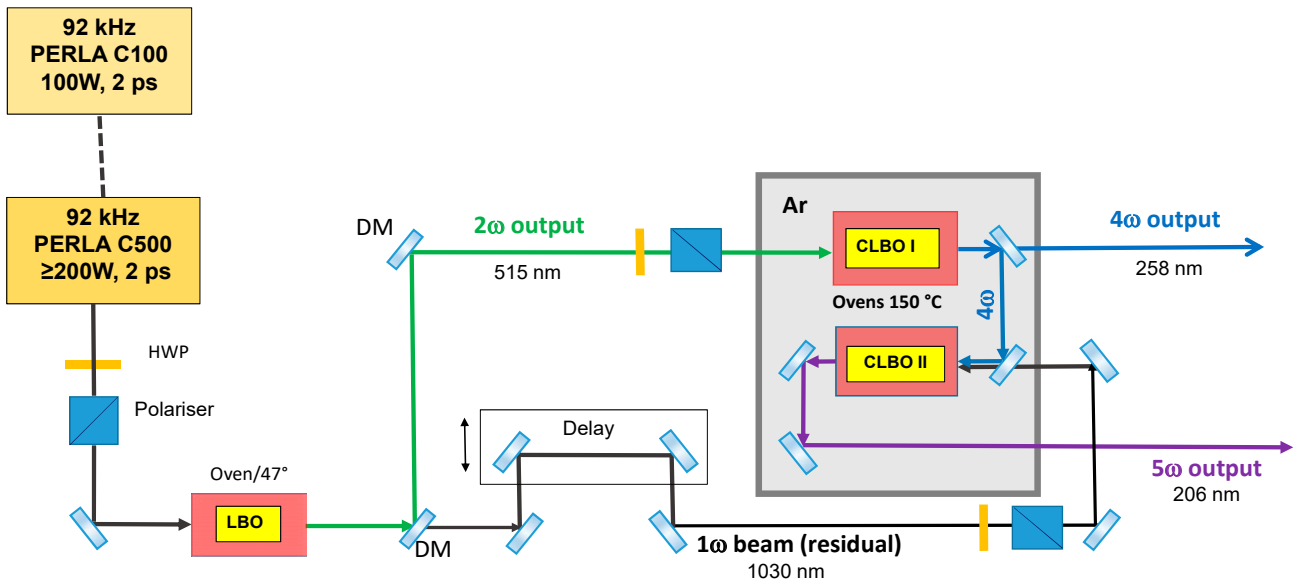 92 kHz
PERLA C100
100W, 2 ps
92 kHz
PERLA C500
≥200W, 2 ps
HWP
Polariser
Oven/47°
LBO
DM
DM
2ω output
515 nm
Delay
1ω beam (residual)
1030 nm
Ar
CLBO I
Ovens 150 °C
4ω
CLBO II
4ω output
258 nm
5ω output
206 nm